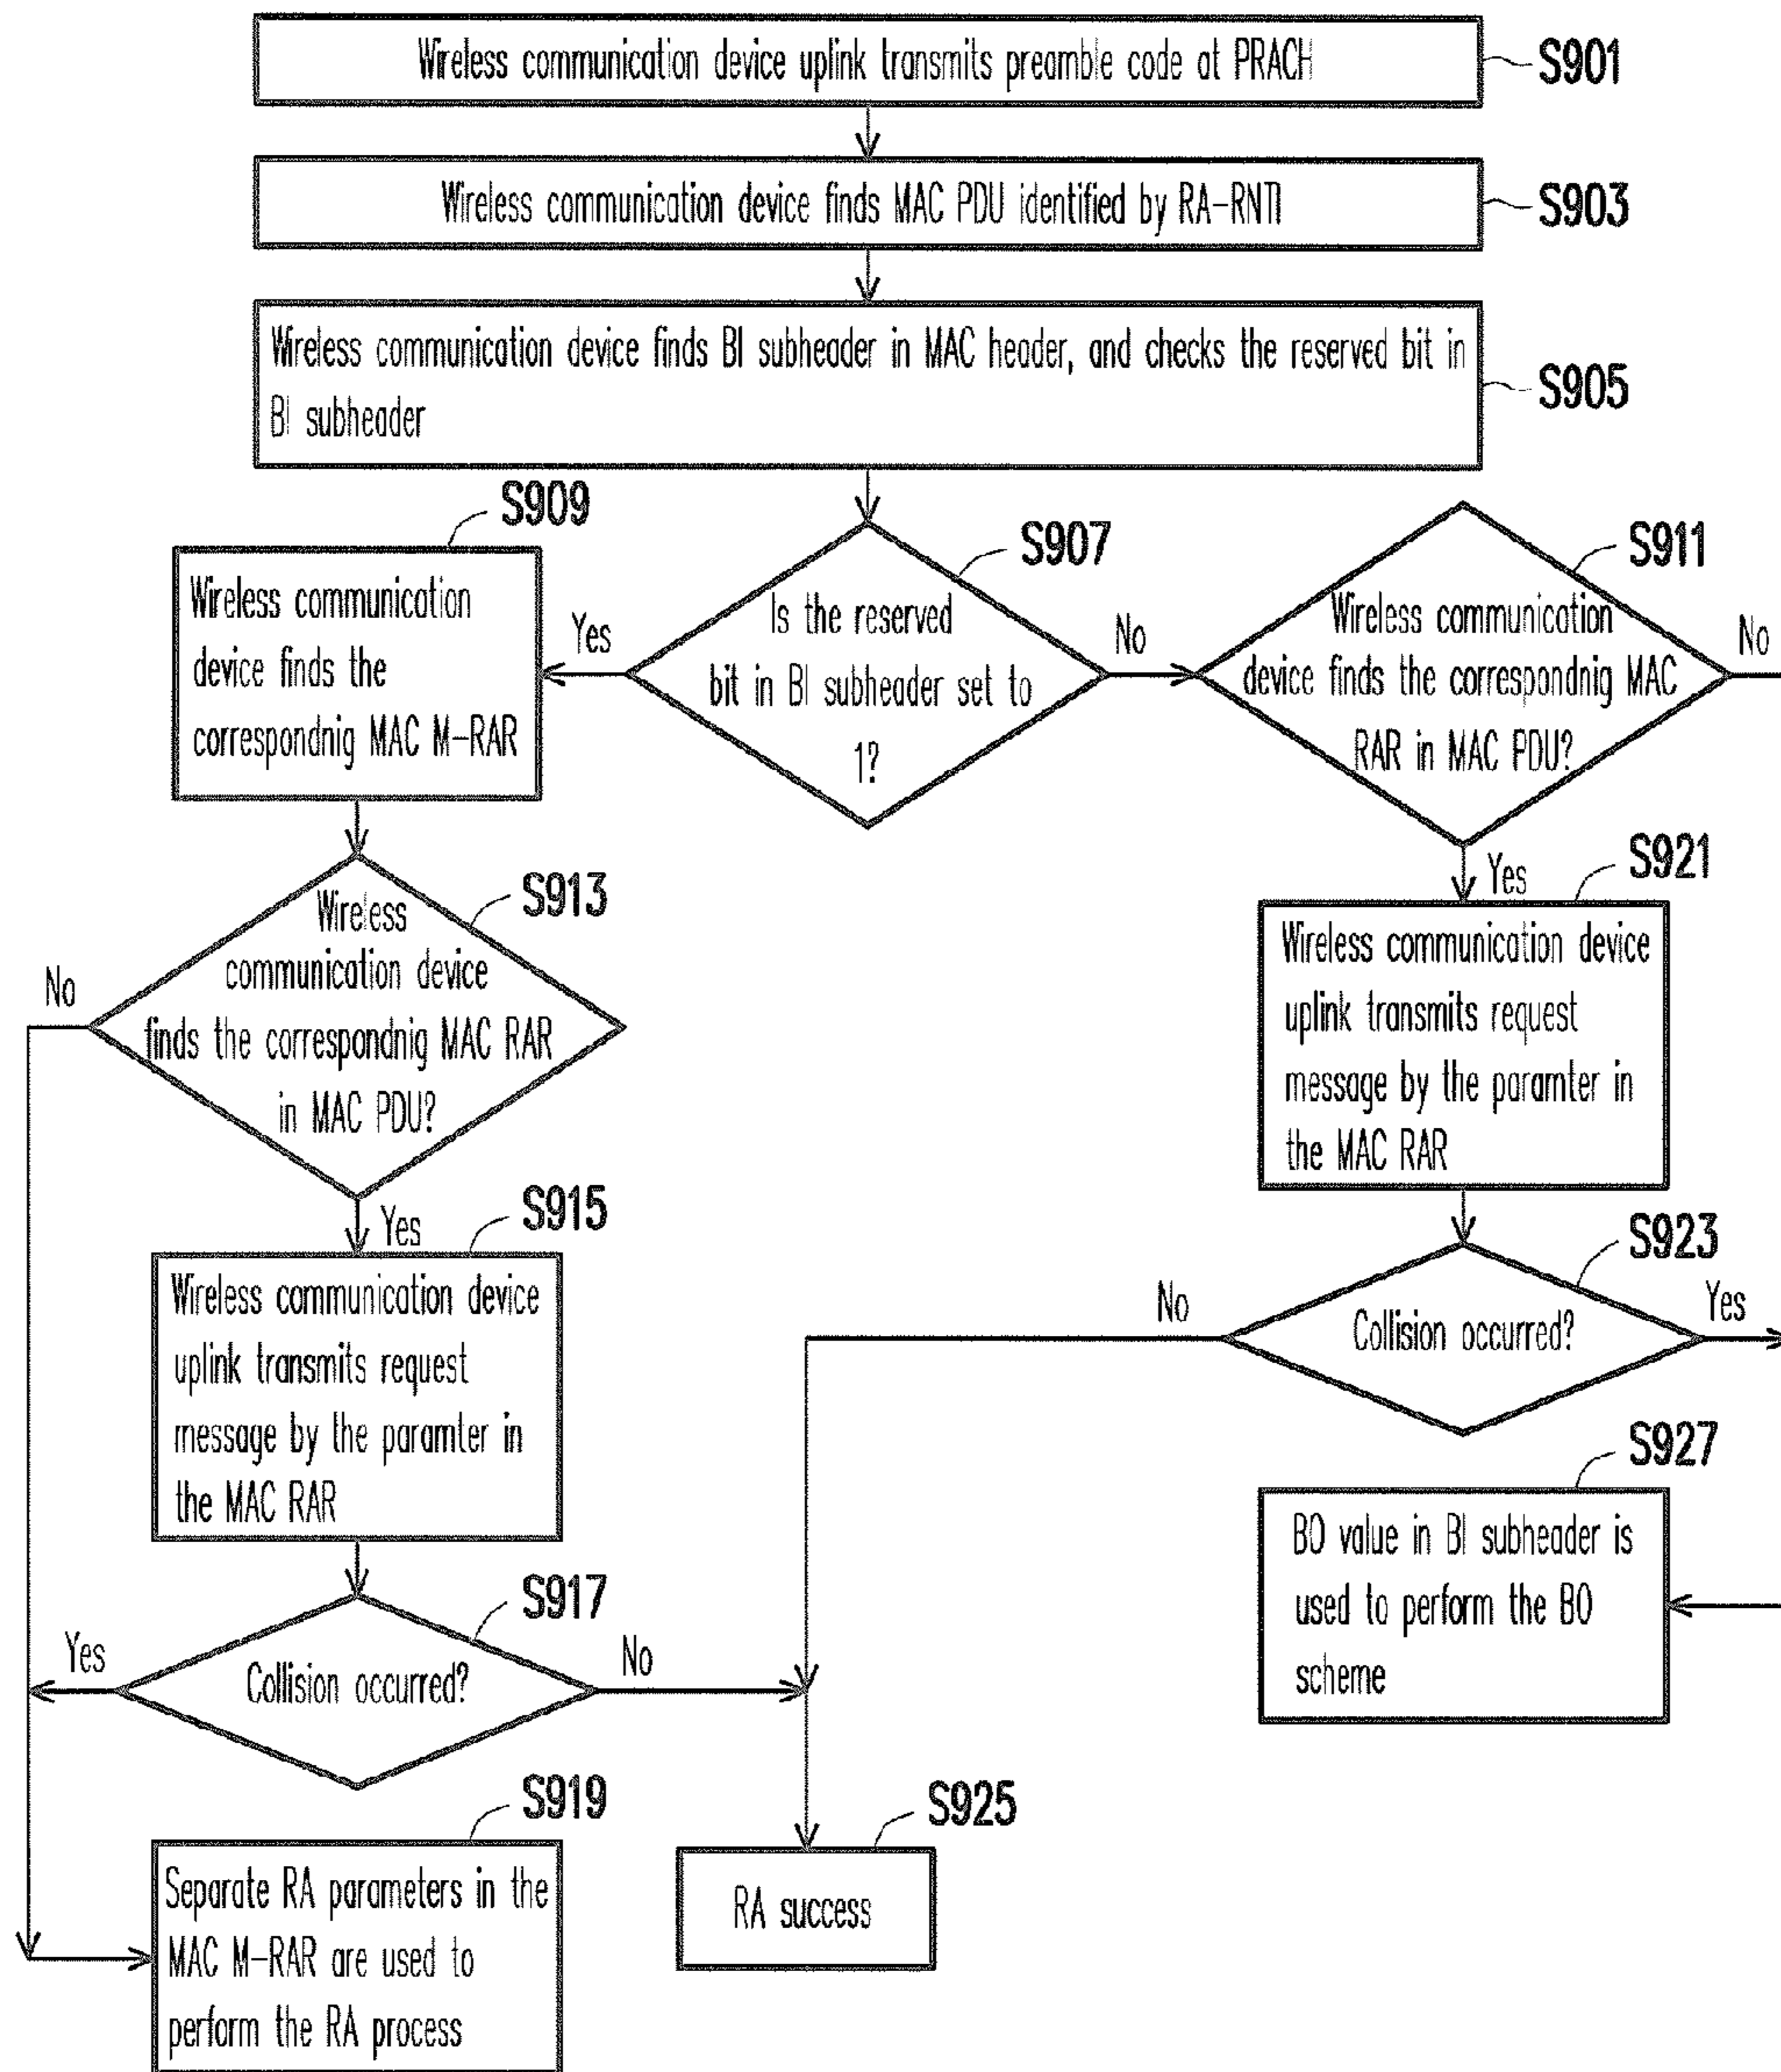 Wireless communication device uplink transmits preamble code at PRACH
S901
Wireless communication device finds MAC PDU identified by RA-RNTI
S903
Wireless communication device finds BI subheader in MAC header, and checks the reserved bit in
BI subheader
S905
S909
Wireless communication
device finds the
correspondnig MAC M-RAR
S907
Is the reserved
bit in BI subheader set to
1?
Yes
No
S911
Wireless communication
device finds the correspondnig MAC
RAR in MAC PDU?
No
Yes
S913
Wireless
communication device
finds the correspondnig MAC RAR
in MAC PDU?
No
Yes
S921
Wireless communication device
uplink transmits request
message by the paramter in
the MAC RAR
S915
Wireless communication device
uplink transmits request
message by the paramter in
the MAC RAR
S923
Collision occurred?
No
Yes
S927
BO value in BI subheader is
used to perform the BO
scheme
S917
Collision occurred?
Yes
No
S919
Separate RA parameters in the
MAC M-RAR are used to
perform the RA process
S925
RA success